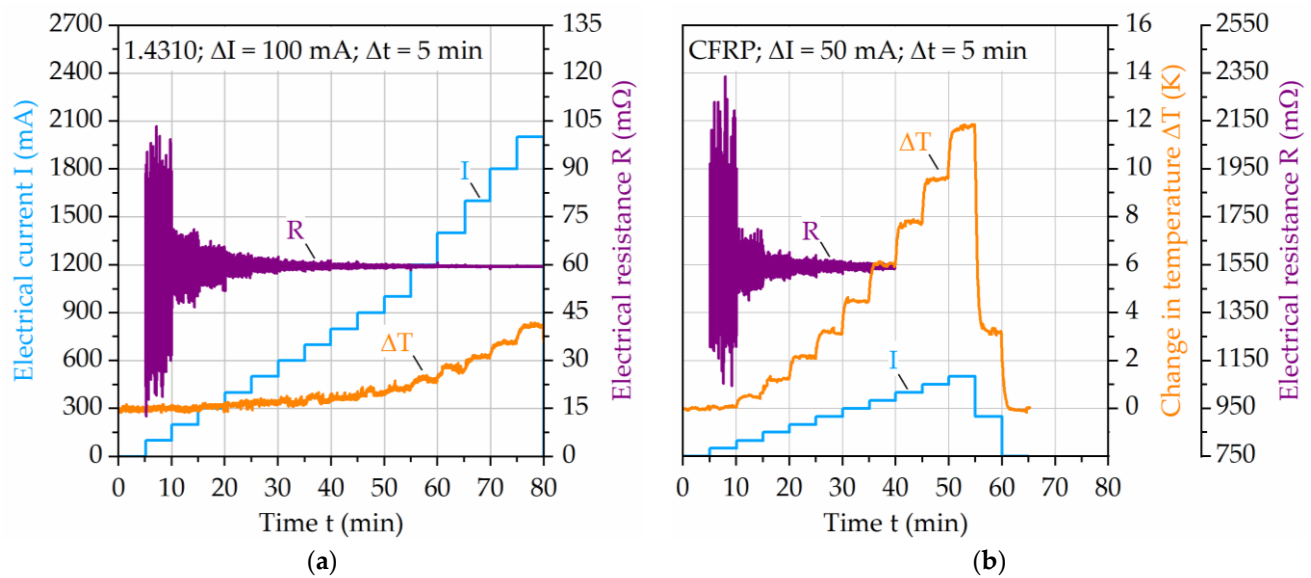 1.4310; ΔI = 100 mA; Δt = 5 min
Electrical current I (mA)
2700
2400
2100
1800
1500
1200
900
600
300
0
R
I
ΔT
0 10 20 30 40 50 60 70 80
Time t (min)
135
120
105
90
75
60
45
30
15
0
Electrical resistance R (mΩ)
(a)
CFRP; ΔI = 50 mA; Δt = 5 min
ΔT
R
I
0 10 20 30 40 50 60 70 80
Time t (min)
16
14
12
10
8
6
4
2
0
Change in temperature ΔT (K)
2550
2350
2150
1950
1750
1550
1350
1150
950
750
Electrical resistance R (mΩ)
(b)